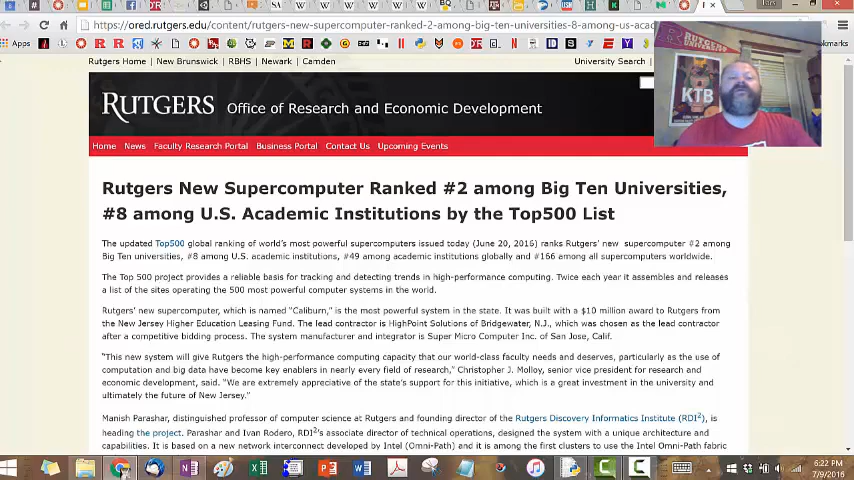 https://ored.rutgers.edu/content/rutgers-new-supercomputer-ranked-2-among-big-ten-universities-8-among-us-aca
Apps
Rutgers Home | New Brunswick | RBHS | Newark | Camden
University Search
RUTGERS Office of Research and Economic Development
KTB
Home News Faculty Research Portal Business Portal Contact Us Upcoming Events
Rutgers New Supercomputer Ranked #2 among Big Ten Universities,
#8 among U.S. Academic Institutions by the Top500 List
The updated Top500 global ranking of world's most powerful supercomputers issued today (June 20, 2016) ranks Rutgers' new supercomputer #2 among
Big Ten universities, #8 among U.S. academic institutions, #49 among academic institutions globally and #166 among all supercomputers worldwide.
The Top 500 project provides a reliable basis for tracking and detecting trends in high-performance computing. Twice each year it assembles and releases
a list of the sites operating the 500 most powerful computer systems in the world.
Rutgers' new supercomputer, which is named "Caliburn," is the most powerful system in the state. It was built with a $10 million award to Rutgers from
the New Jersey Higher Education Leasing Fund. The lead contractor is HighPoint Solutions of Bridgewater, N.J., which was chosen as the lead contractor
after a competitive bidding process. The system manufacturer and integrator is Super Micro Computer Inc. of San Jose, Calif.
"This new system will give Rutgers the high-performance computing capacity that our world-class faculty needs and deserves, particularly as the use of
computation and big data have become key enablers in nearly every field of research," Christopher J. Molloy, senior vice president for research and
economic development, said. "We are extremely appreciative of the state's support for this initiative, which is a great investment in the university and
ultimately the future of New Jersey."
Manish Parashar, distinguished professor of computer science at Rutgers and founding director of the Rutgers Discovery Informatics Institute (RDI2), is
heading the project. Parashar and Ivan Rodero, RDI2's associate director of technical operations, designed the system with a unique architecture and
capabilities. It is based on a new network interconnect developed by Intel (Omni-Path) and it is among the first clusters to use the Intel Omni-Path fabric
6:22 PM
7/9/2016